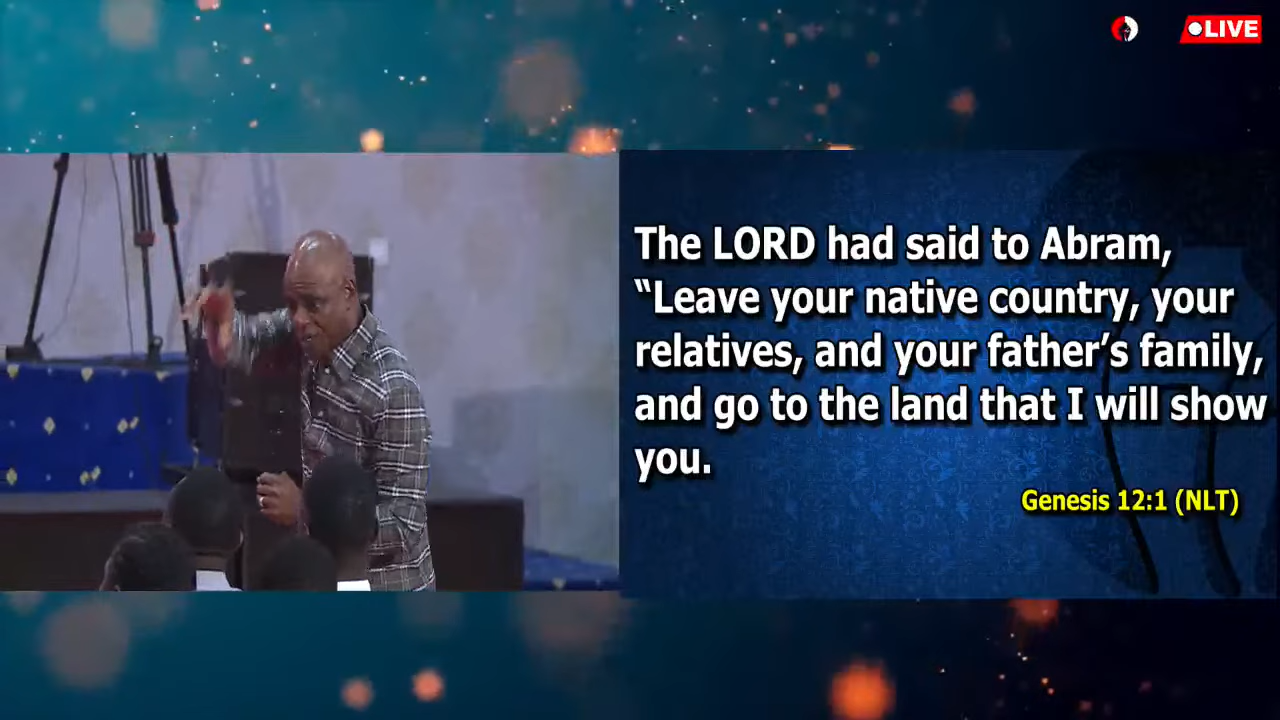 LIVE
The LORD had said to Abram,
“Leave your native country, your
relatives, and your father’s family,
and go to the land that I will show
you.
Genesis 12:1 (NLT)